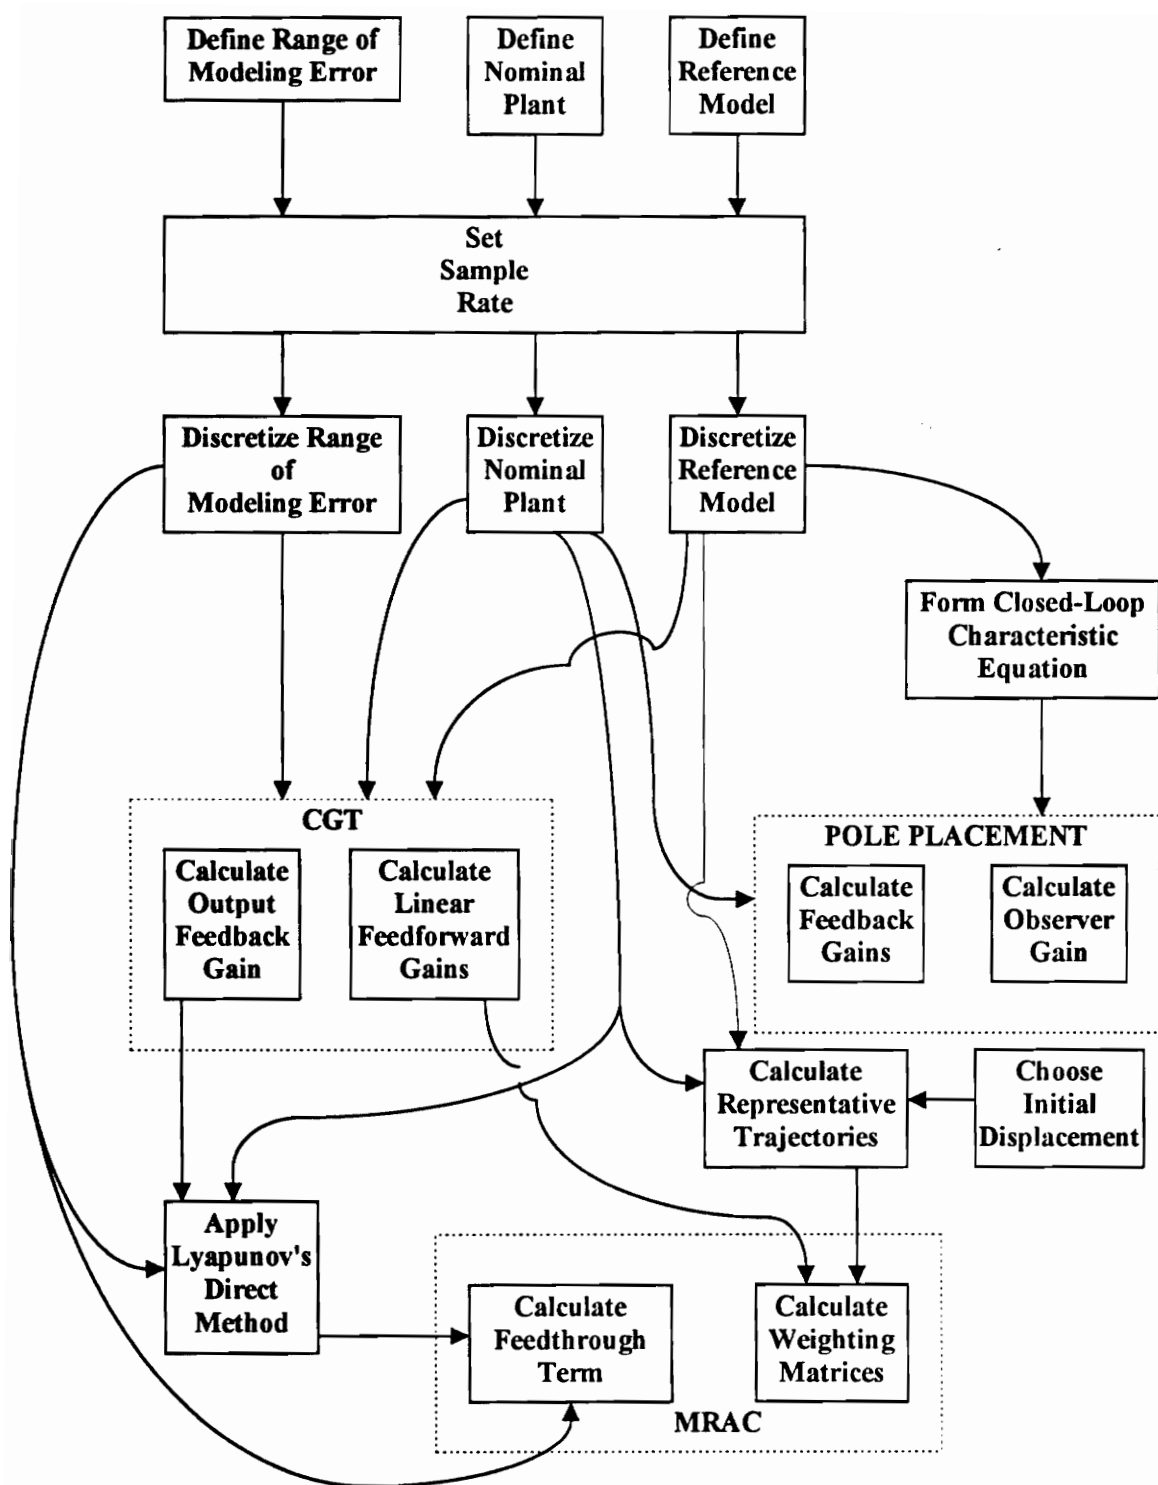 Define Range of
Modeling Error
Define
Nominal
Plant
Define
Reference
Model
Set
Sample
Rate
Discretize Range
of
Modeling Error
Discretize
Nominal
Plant
Discretize
Reference
Model
Form Closed-Loop
Characteristic
Equation
CGT
Calculate
Output
Feedback
Gain
Calculate
Linear
Feedforward
Gains
POLE PLACEMENT
Calculate
Feedback
Gains
Calculate
Observer
Gain
Calculate
Representative
Trajectories
Choose
Initial
Displacement
Apply
Lyapunov's
Direct
Method
Calculate
Feedthrough
Term
Calculate
Weighting
Matrices
MRAC